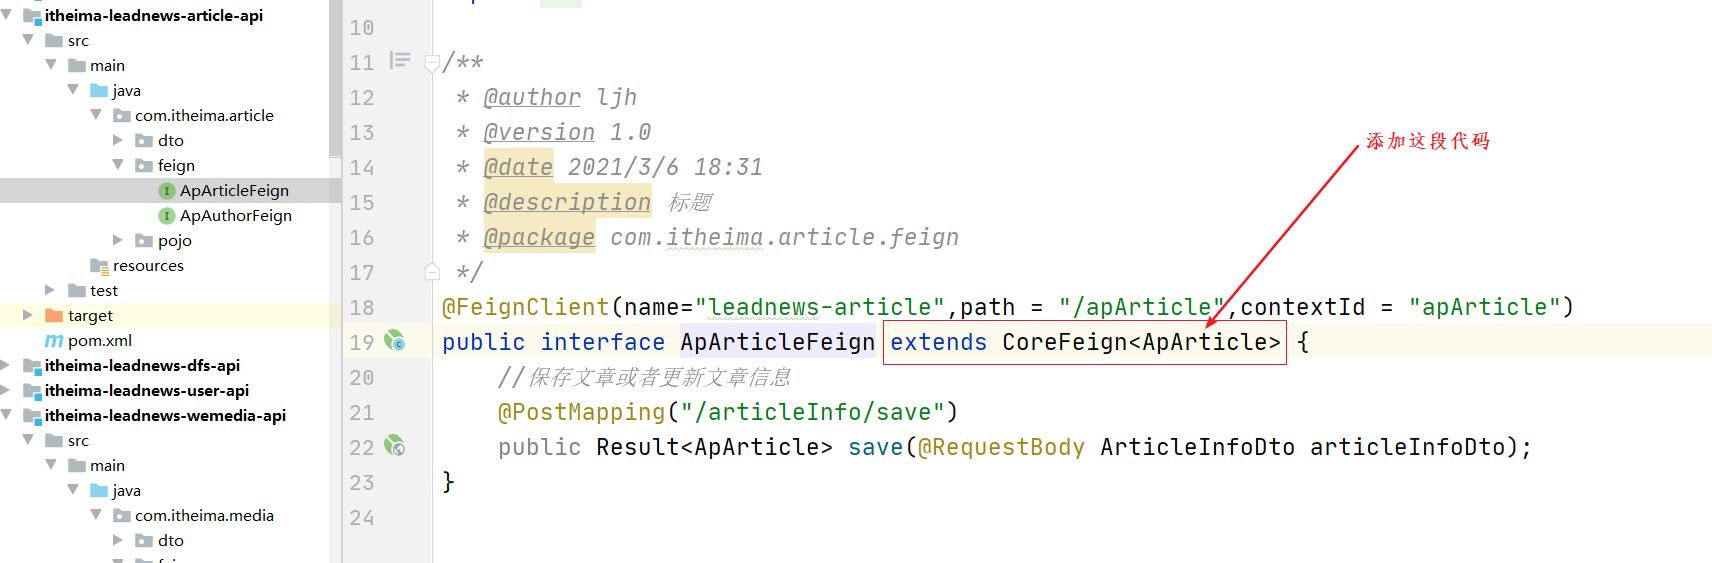 itheima-leadnews-article-api
src
main
java
com.itheima.article
dto
feign
ApArticleFeign
ApAuthorFeign
pojo
resources
test
target
pom.xml
itheima-leadnews-dfs-api
itheima-leadnews-user-api
itheima-leadnews-wemedia-api
src
main
java
com.itheima.media
dto
10
11 /**
12 * @author ljh
13 * @version 1.0
14 * @date 2021/3/6 18:31
15 * @description 标题
16 * @package com.itheima.article.feign
17 */
18 @FeignClient(name="leadnews-article",path = "/apArticle",contextId = "apArticle")
19 public interface ApArticleFeign extends CoreFeign<ApArticle> {
20 //保存文章或者更新文章信息
21 @PostMapping("/articleInfo/save")
22 public Result<ApArticle> save(@RequestBody ArticleInfoDto articleInfoDto);
23 }
24
添加这段代码